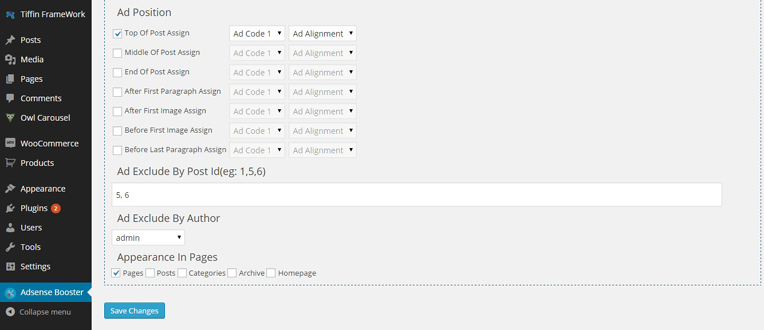 Tiffin FrameWork
Posts
Media
Pages
Comments
Owl Carousel
WooCommerce
Products
Appearance
Plugins 2
Users
Tools
Settings
Adsense Booster
Collapse menu
Ad Position
Top Of Post Assign Ad Code 1 Ad Alignment
Middle Of Post Assign Ad Code 1 Ad Alignment
End Of Post Assign Ad Code 1 Ad Alignment
After First Paragraph Assign Ad Code 1 Ad Alignment
After First Image Assign Ad Code 1 Ad Alignment
Before First Image Assign Ad Code 1 Ad Alignment
Before Last Paragraph Assign Ad Code 1 Ad Alignment
Ad Exclude By Post Id(eg: 1,5,6)
5, 6
Ad Exclude By Author
admin
Appearance In Pages
Pages Posts Categories Archive Homepage
Save Changes